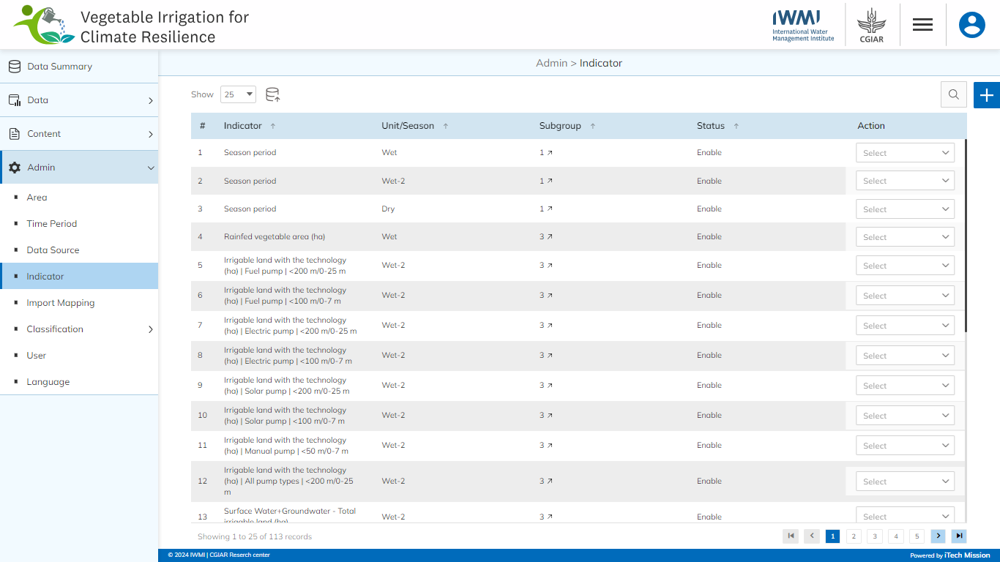 Vegetable Irrigation for
Climate Resilience
IWMI
International Water
Management Institute
CGIAR
Data Summary
Data
Content
Admin
Area
Time Period
Data Source
Indicator
Import Mapping
Classification
User
Language
Admin > Indicator
Show 25
# Indicator Unit/Season Subgroup Status Action
1 Season period Wet 1 Enable Select
2 Season period Wet-2 1 Enable Select
3 Season period Dry 1 Enable Select
4 Rainfed vegetable area (ha) Wet 3 Enable Select
5 Irrigable land with the technology
(ha) | Fuel pump | <200 m/0-25 m Wet-2 3 Enable Select
6 Irrigable land with the technology
(ha) | Fuel pump | <100 m/0-7 m Wet-2 3 Enable Select
7 Irrigable land with the technology
(ha) | Electric pump | <200 m/0-25 m Wet-2 3 Enable Select
8 Irrigable land with the technology
(ha) | Electric pump | <100 m/0-7 m Wet-2 3 Enable Select
9 Irrigable land with the technology
(ha) | Solar pump | <200 m/0-25 m Wet-2 3 Enable Select
10 Irrigable land with the technology
(ha) | Solar pump | <100 m/0-7 m Wet-2 3 Enable Select
11 Irrigable land with the technology
(ha) | Manual pump | <50 m/0-7 m Wet-2 3 Enable Select
12 Irrigable land with the technology
(ha) | All pump types | <200 m/0-25
m Wet-2 3 Enable Select
13 Surface Water+Groundwater - Total
irrigable land (ha) Wet-2 3 Enable Select
Showing 1 to 25 of 113 records
1 2 3 4 5
© 2024 IWMI | CGIAR Reserch center
Powered by iTech Mission